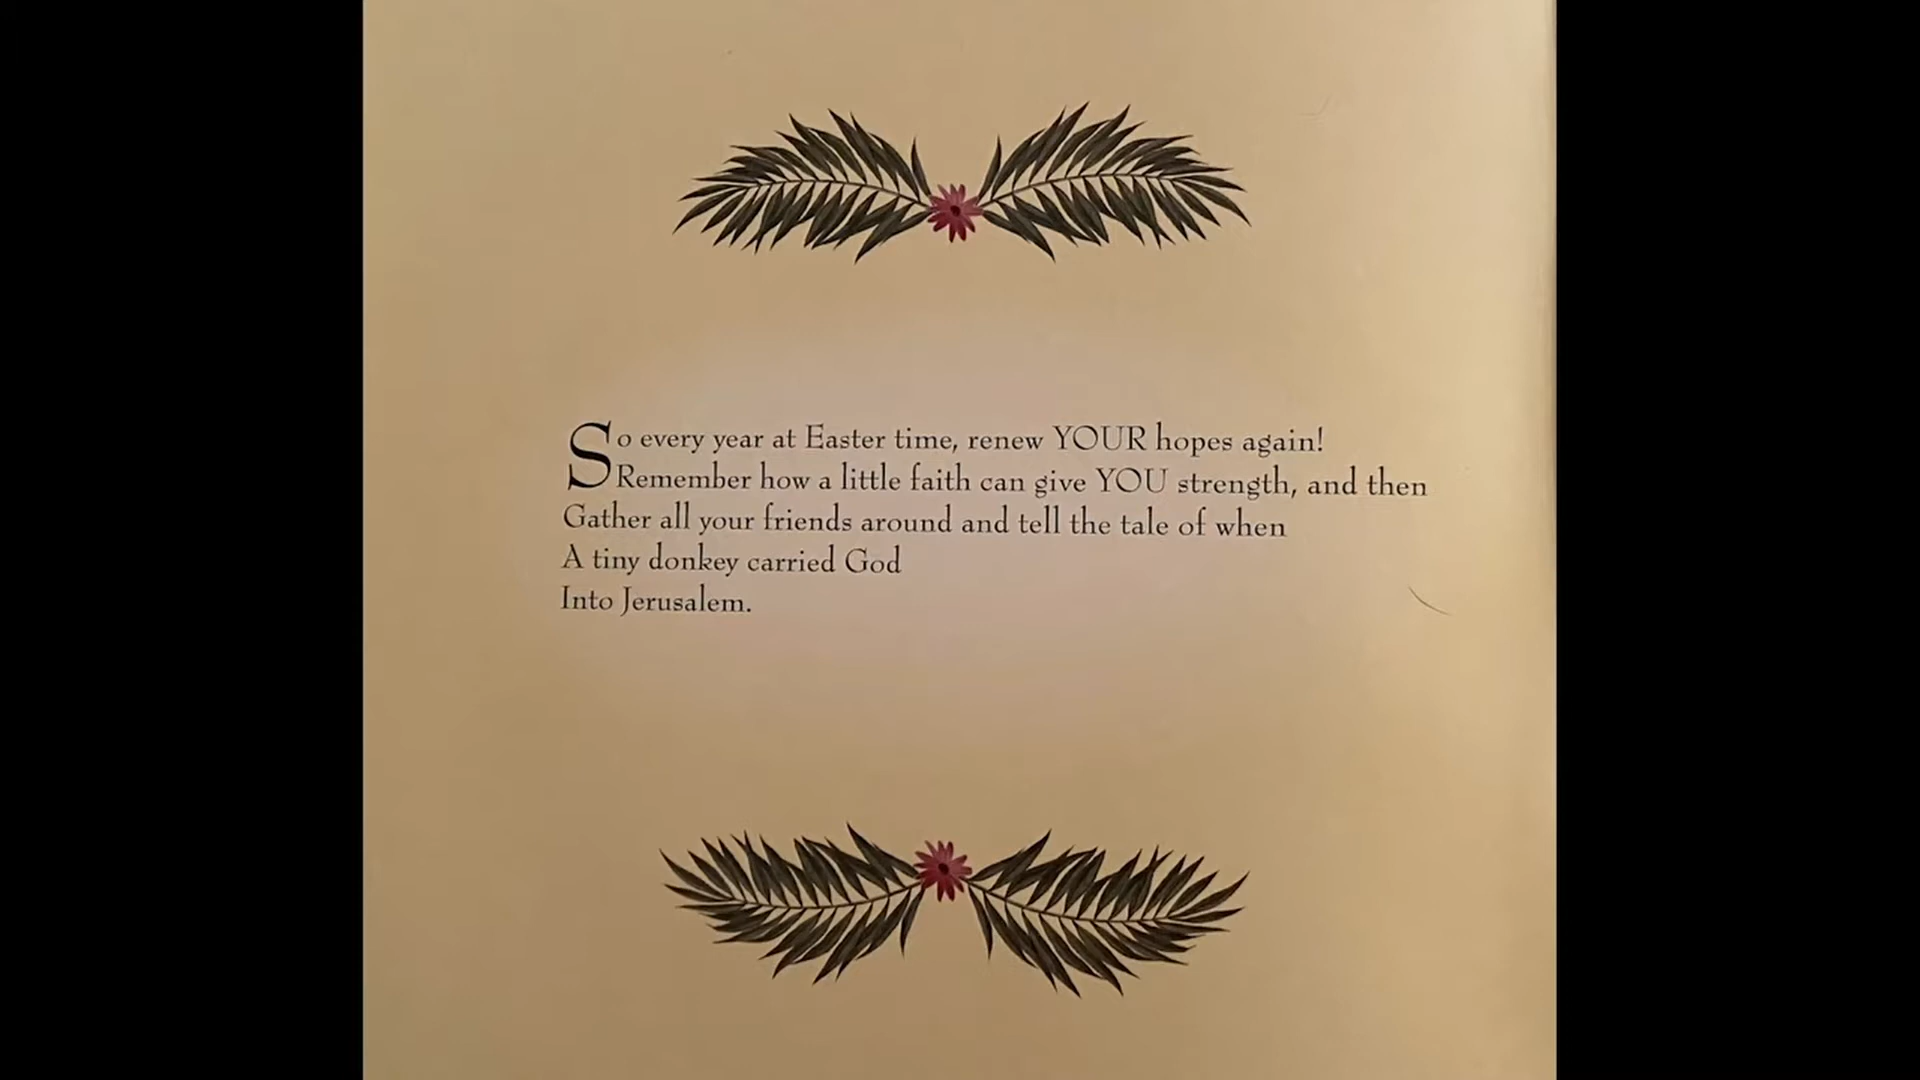 So every year at Easter time, renew YOUR hopes again!
Remember how a little faith can give YOU strength, and then
Gather all your friends around and tell the tale of when
A tiny donkey carried God
Into Jerusalem.